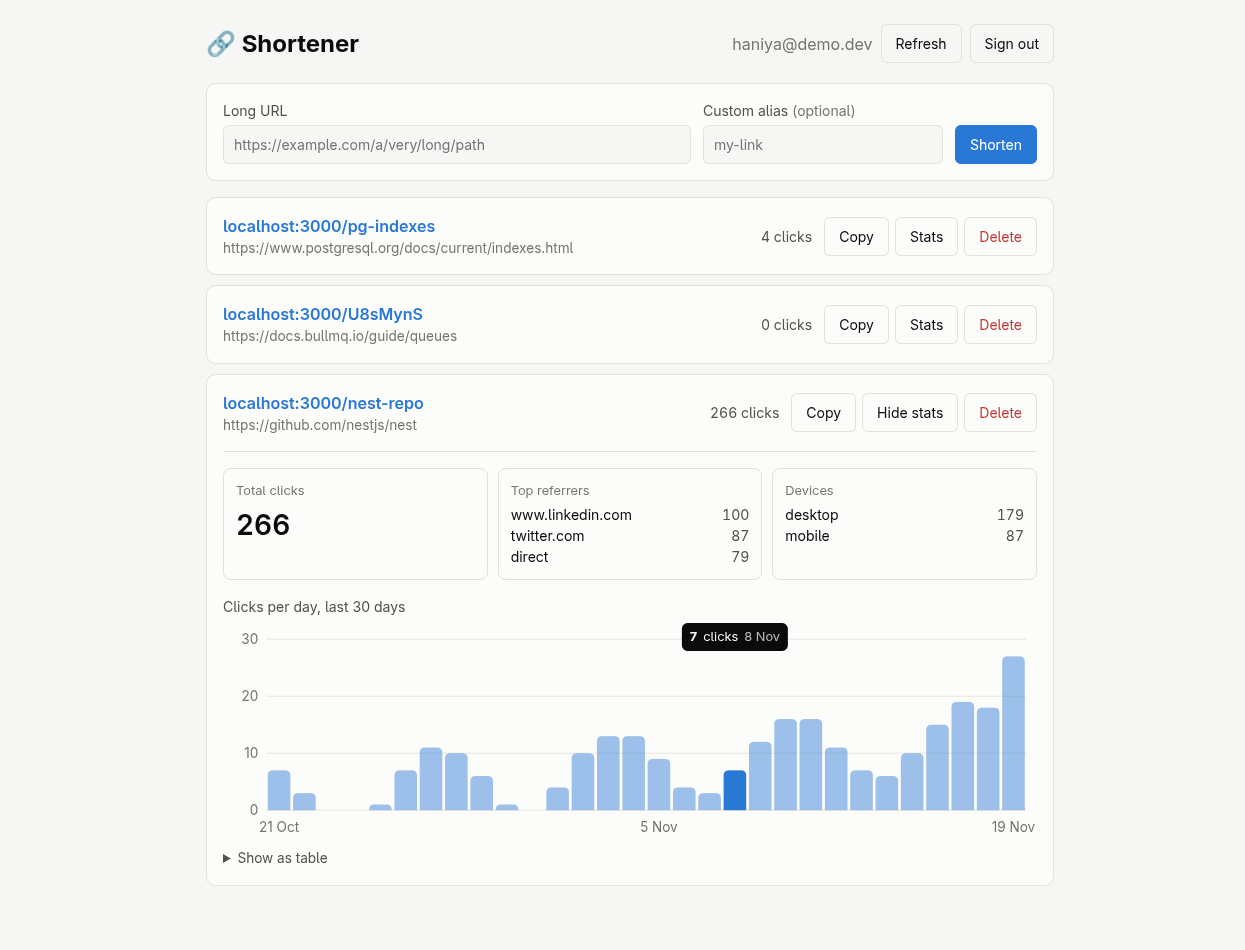 🔗 Shortener
haniya@demo.dev Refresh Sign out
Long URL Custom alias (optional)
https://example.com/a/very/long/path my-link Shorten
localhost:3000/pg-indexes
https://www.postgresql.org/docs/current/indexes.html
4 clicks Copy Stats Delete
localhost:3000/U8sMynS
https://docs.bullmq.io/guide/queues
0 clicks Copy Stats Delete
localhost:3000/nest-repo
https://github.com/nestjs/nest
266 clicks Copy Hide stats Delete
Total clicks
266
Top referrers
www.linkedin.com 100
twitter.com 87
direct 79
Devices
desktop 179
mobile 87
Clicks per day, last 30 days
7 clicks 8 Nov
30
20
10
0
21 Oct 5 Nov 19 Nov
▶ Show as table